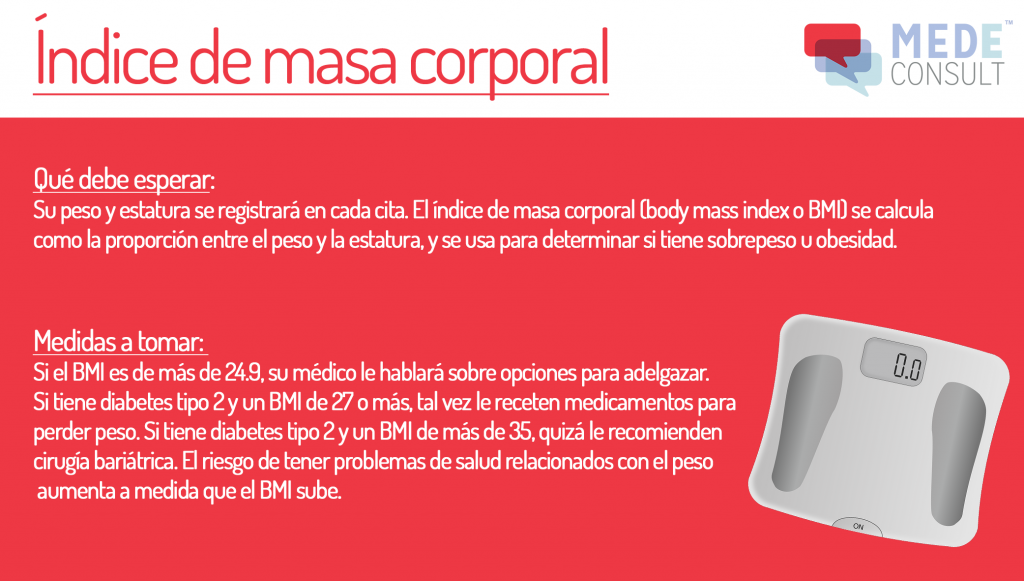 Índice de masa corporal
MEDE™
CONSULT
Qué debe esperar:
Su peso y estatura se registrará en cada cita. El índice de masa corporal (body mass index o BMI) se calcula
como la proporción entre el peso y la estatura, y se usa para determinar si tiene sobrepeso u obesidad.
Medidas a tomar:
Si el BMI es de más de 24.9, su médico le hablará sobre opciones para adelgazar.
Si tiene diabetes tipo 2 y un BMI de 27 o más, tal vez le receten medicamentos para
perder peso. Si tiene diabetes tipo 2 y un BMI de más de 35, quizá le recomienden
cirugía bariátrica. El riesgo de tener problemas de salud relacionados con el peso
aumenta a medida que el BMI sube.
0.0
ON